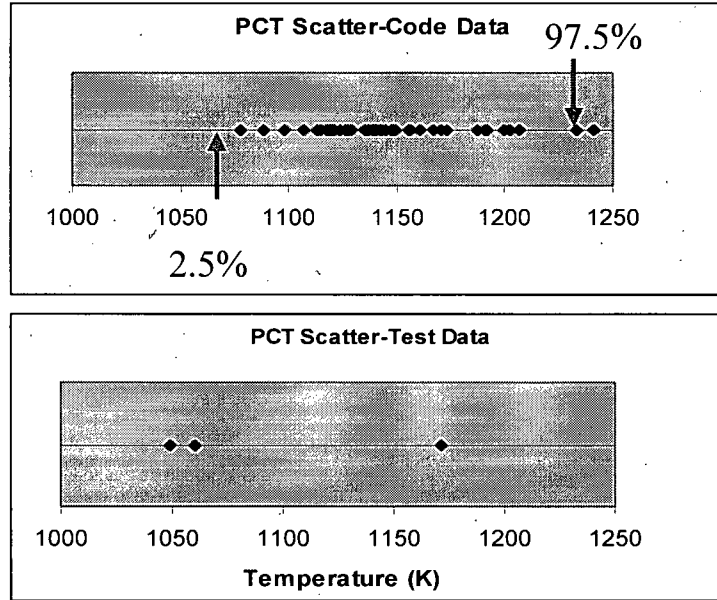 PCT Scatter-Code Data
97.5%
1000 1050 1100 1150 1200 1250
2.5%
PCT Scatter-Test Data
1000 1050 1100 1150 1200 1250
Temperature (K)